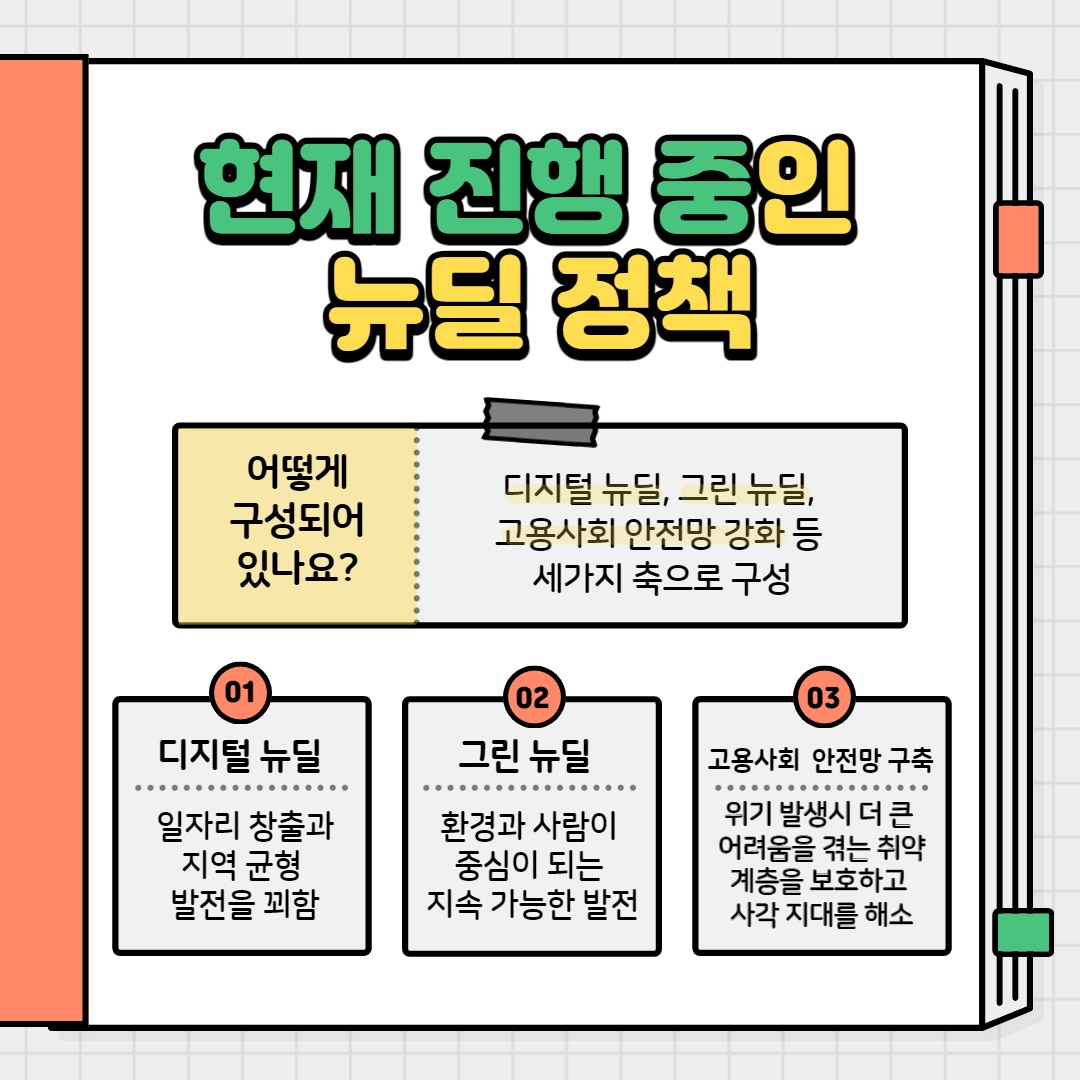 현재 진행 중인
뉴딜 정책
어떻게
구성되어
있나요?
디지털 뉴딜, 그린 뉴딜,
고용사회 안전망 강화 등
세가지 축으로 구성
01
디지털 뉴딜
일자리 창출과
지역 균형
발전을 꾀함
02
그린 뉴딜
환경과 사람이
중심이 되는
지속 가능한 발전
03
고용사회 안전망 구축
위기 발생시 더 큰
어려움을 겪는 취약
계층을 보호하고
사각 지대를 해소